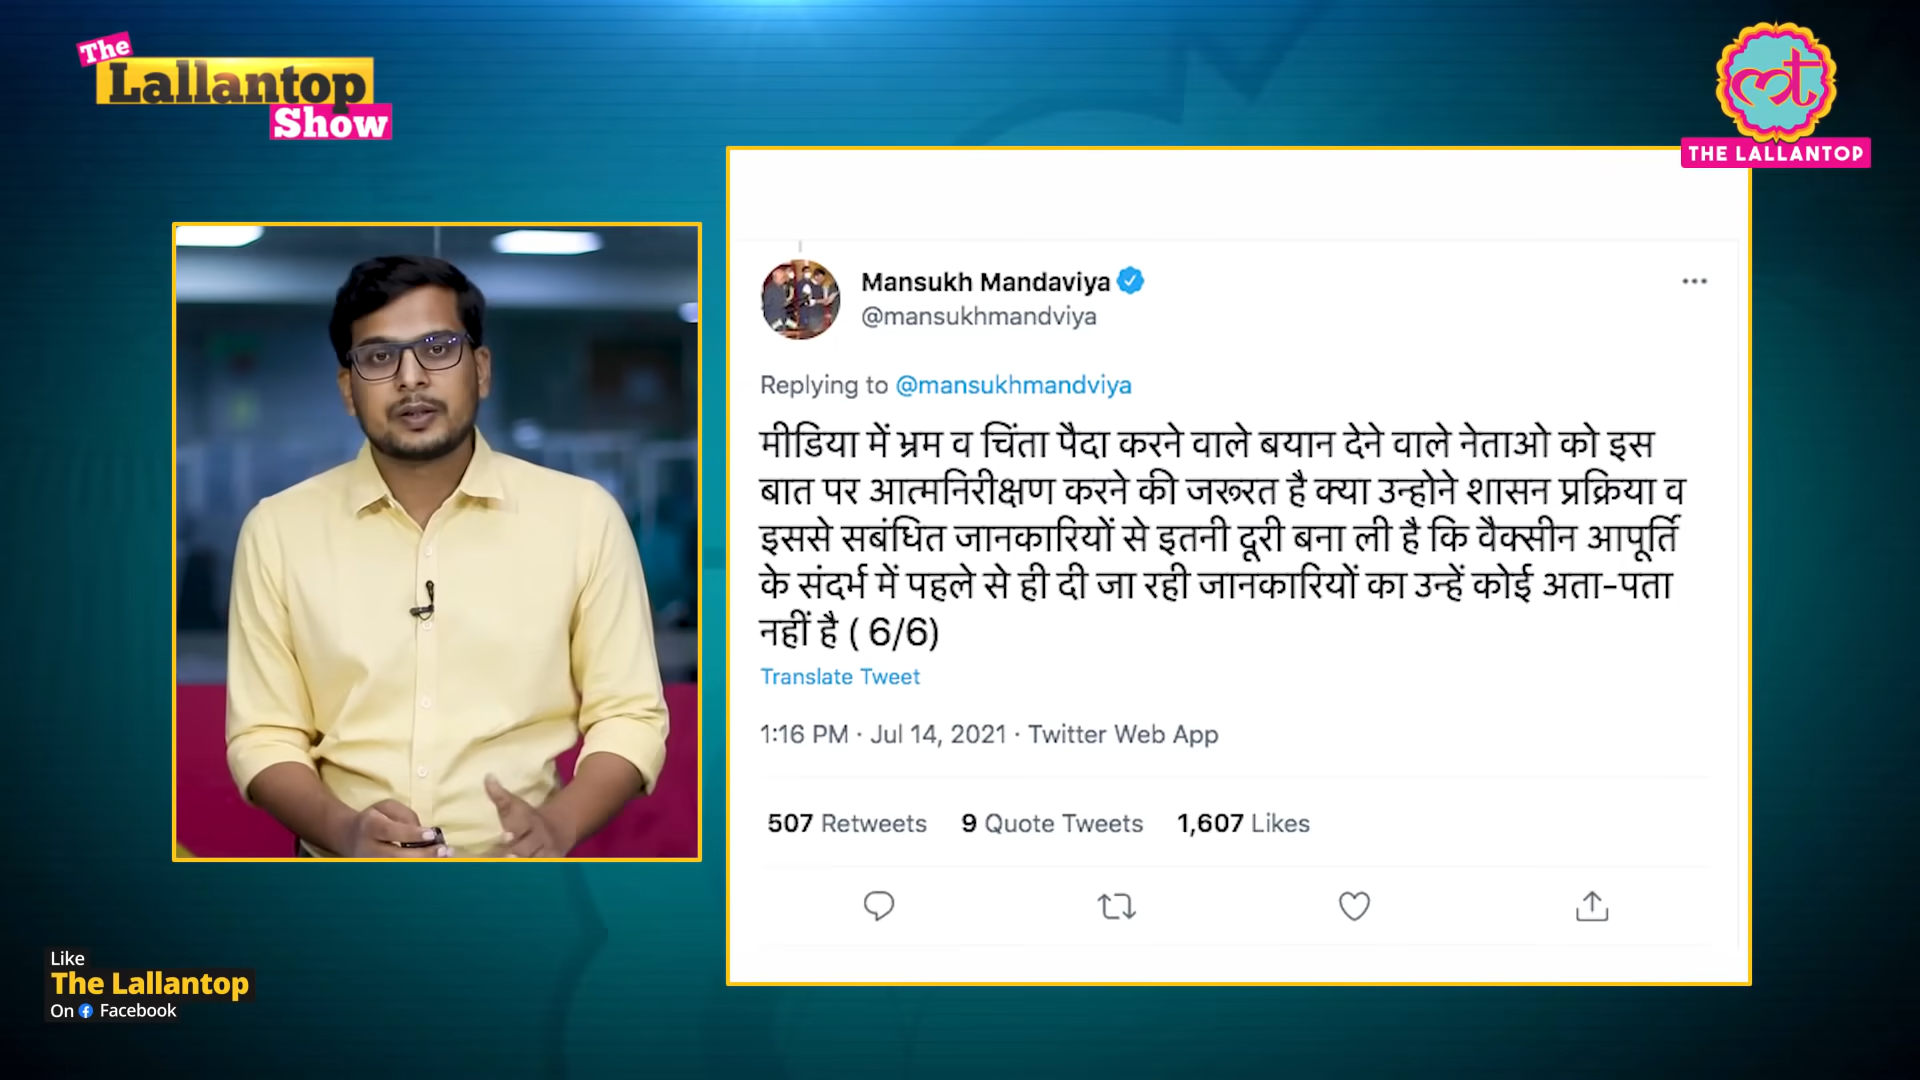 The
Lallantop
Show
THE LALLANTOP
Mansukh Mandaviya
@mansukhmandviya
Replying to @mansukhmandviya
मीडिया में भ्रम व चिंता पैदा करने वाले बयान देने वाले नेताओ को इस
बात पर आत्मनिरीक्षण करने की जरूरत है क्या उन्होने शासन प्रक्रिया व
इससे सबंधित जानकारियों से इतनी दूरी बना ली है कि वैक्सीन आपूर्ति
के संदर्भ में पहले से ही दी जा रही जानकारियों का उन्हें कोई अता-पता
नहीं है ( 6/6)
Translate Tweet
1:16 PM · Jul 14, 2021 · Twitter Web App
507 Retweets 9 Quote Tweets 1,607 Likes
Like
The Lallantop
On Facebook